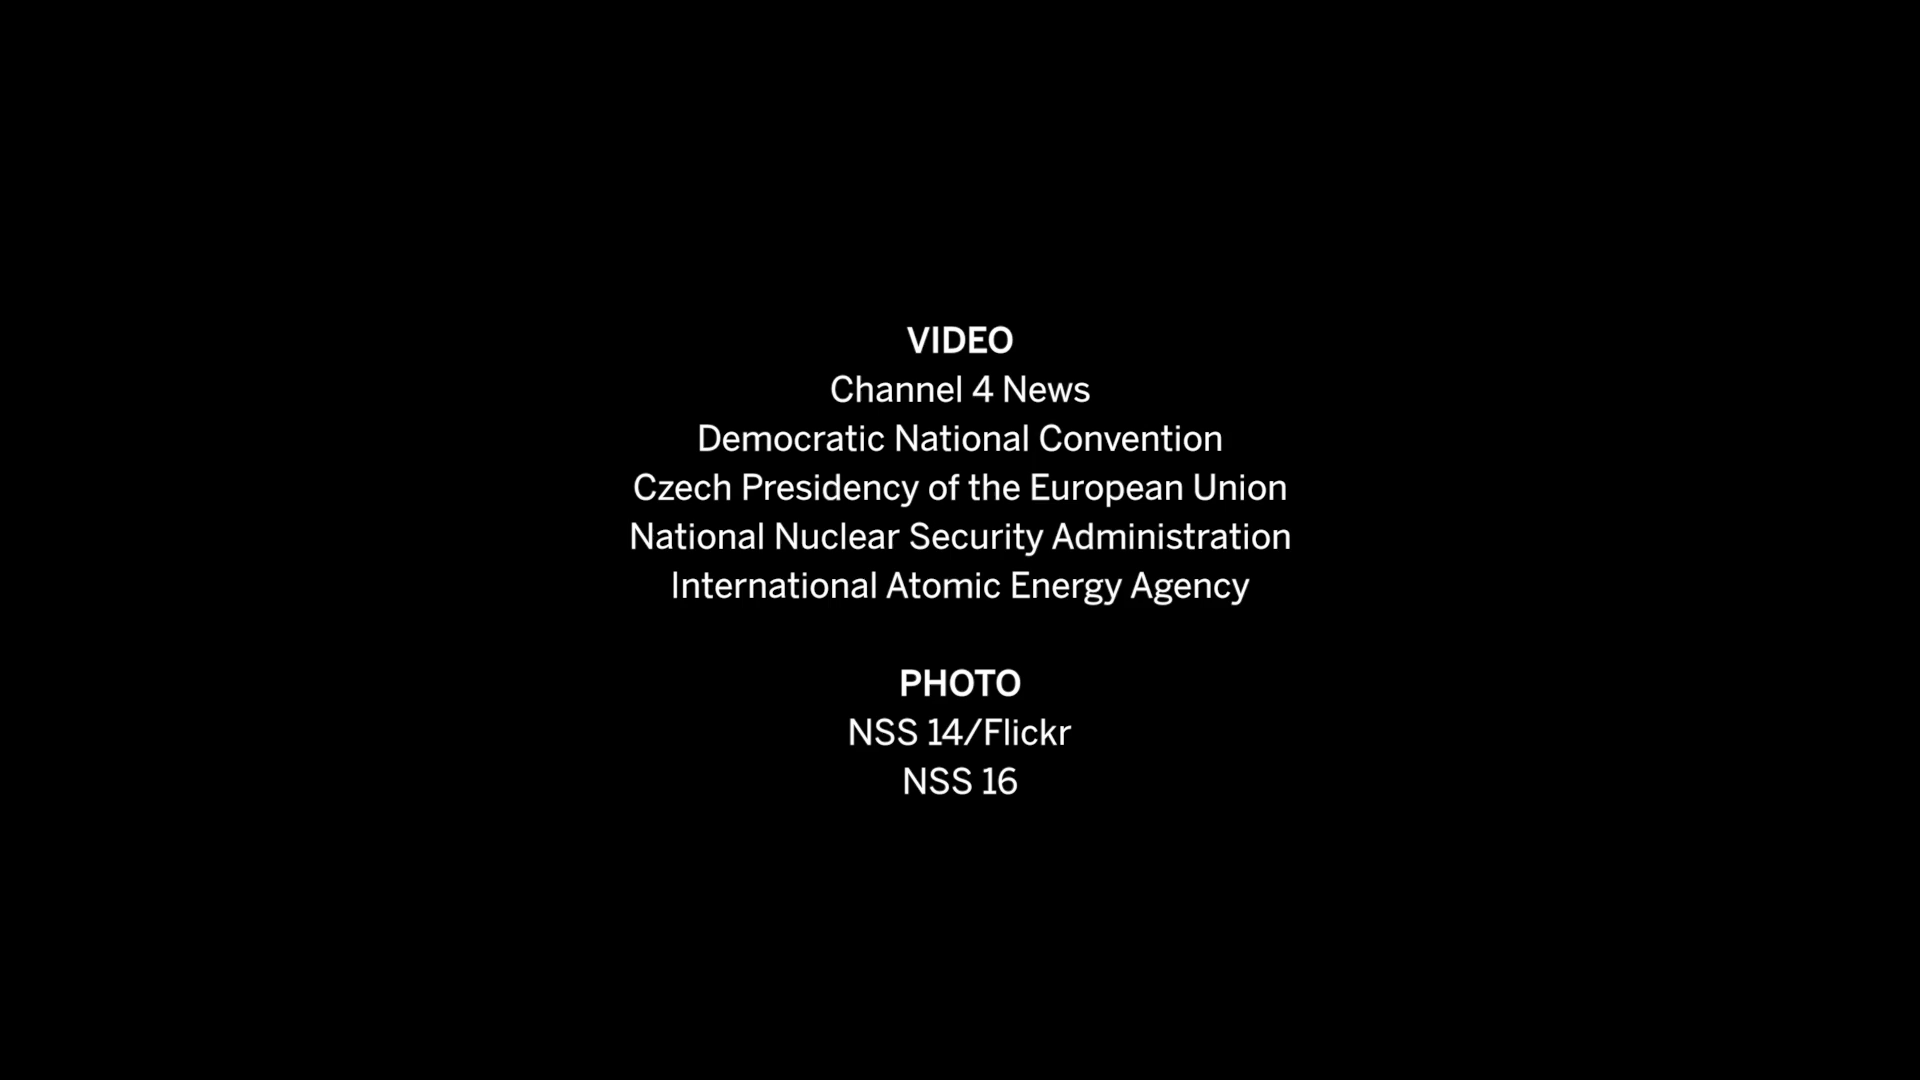 VIDEO
Channel 4 News
Democratic National Convention
Czech Presidency of the European Union
National Nuclear Security Administration
International Atomic Energy Agency
PHOTO
NSS 14/Flickr
NSS 16